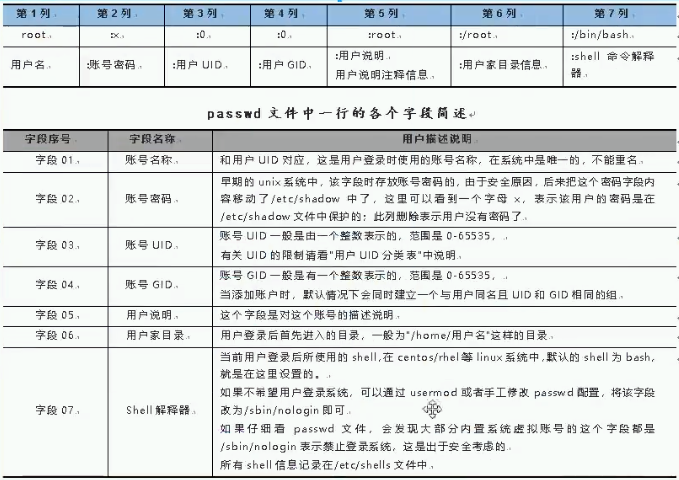 第1列 第2列 第3列 第4列 第5列 第6列 第7列
root :x :0 :0 :root :/root :/bin/bash
用户名 :账号密码 :用户 UID :用户 GID :用户说明 :用户家目录信息 :shell 命令解释
用户说明注释信息 器
passwd 文件中一行的各个字段简述
字段序号 字段名称 用户描述说明
字段 01 账号名称 和用户 UID 对应，这是用户登录时使用的账号名称，在系统中是唯一的，不能重名
字段 02 账号密码 早期的 unix 系统中，该字段时存放账号密码的，由于安全原因，后来把这个密码字段内
容移动了/etc/shadow 中了，这里可以看到一个字母 x，表示该用户的密码是在
/etc/shadow 文件中保护的；此列删除表示用户没有密码了
字段 03 账号 UID 账号 UID 一般是由一个整数表示的，范围是 0-65535，
有关 UID 的限制请看"用户 UID 分类表"中说明
字段 04 账号 GID 账号 GID 一般是有一个整数表示的，范围是 0-65535，
当添加账户时，默认情况下会同时建立一个与用户同名且 UID 和 GID 相同的组
字段 05 用户说明 这个字段是对这个账号的描述说明
字段 06 用户家目录 用户登录后首先进入的目录，一般为"/home/用户名"这样的目录
字段 07 Shell 解释器 当前用户登录后所使用的 shell,在 centos/rhel等 linux 系统中,默认的 shell 为 bash,
就是在这里设置的。
如果不希望用户登录系统，可以通过 usermod 或者手工修改 passwd 配置，将该字段
改为/sbin/nologin 即可
如果仔细看 passwd 文件，会发现大部分内置系统虚拟账号的这个字段都是
/sbin/nologin 表示禁止登录系统，这是出于安全考虑的
所有 shell 信息记录在/etc/shells 文件中